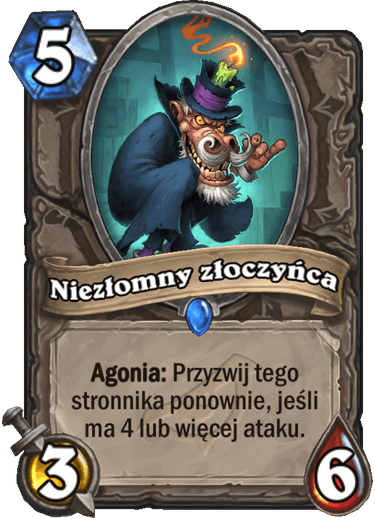 5
Niezłomny złoczyńca
Agonia: Przyzwij tego
stronnika ponownie, jeśli
ma 4 lub więcej ataku.
3
6